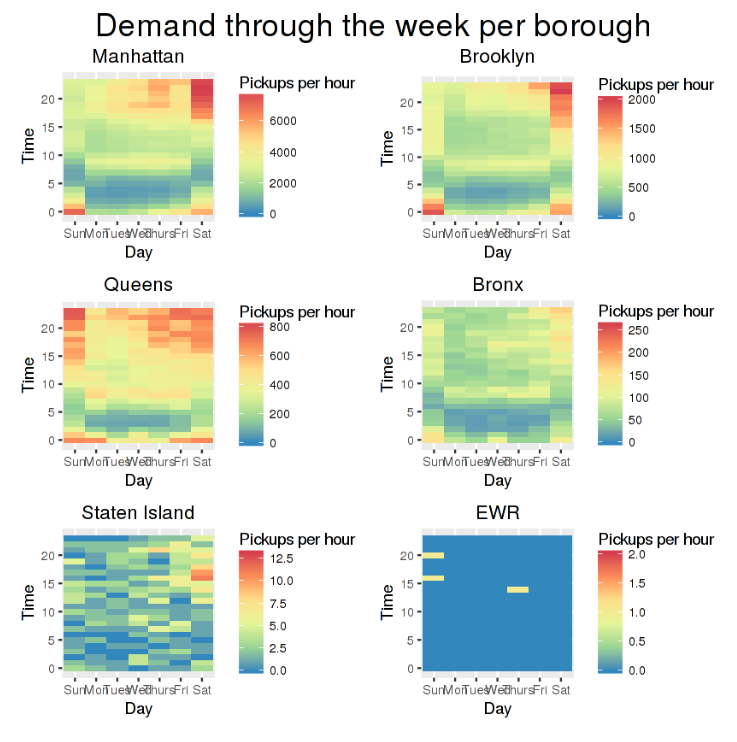 Demand through the week per borough
Manhattan
Pickups per hour
6000
4000
2000
0
Time
20
15
10
5
0
Sun Mon Tues Wed Thurs Fri Sat
Day
Brooklyn
Pickups per hour
2000
1500
1000
500
0
Time
20
15
10
5
0
Sun Mon Tues Wed Thurs Fri Sat
Day
Queens
Pickups per hour
800
600
400
200
0
Time
20
15
10
5
0
Sun Mon Tues Wed Thurs Fri Sat
Day
Bronx
Pickups per hour
250
200
150
100
50
0
Time
20
15
10
5
0
Sun Mon Tues Wed Thurs Fri Sat
Day
Staten Island
Pickups per hour
12.5
10.0
7.5
5.0
2.5
0.0
Time
20
15
10
5
0
Sun Mon Tues Wed Thurs Fri Sat
Day
EWR
Pickups per hour
2.0
1.5
1.0
0.5
0.0
Time
20
15
10
5
0
Sun Mon Tues Wed Thurs Fri Sat
Day